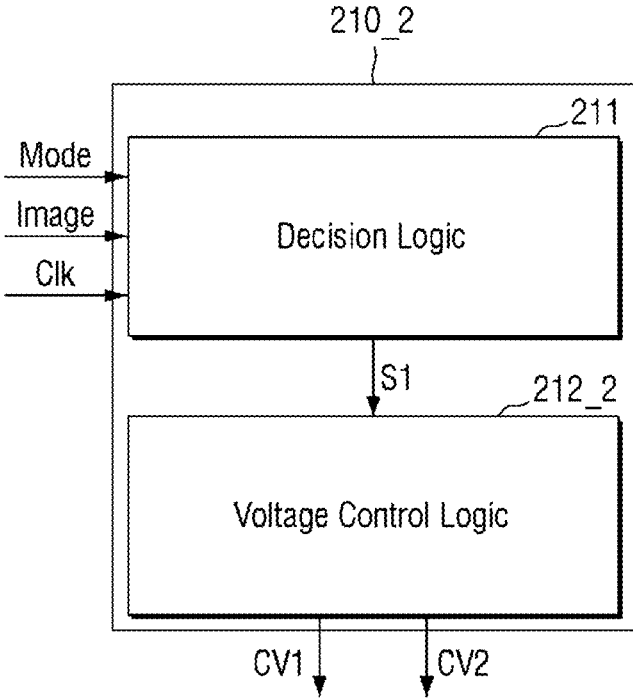 210_2
211
Mode
Image
Clk
Decision Logic
S1
212_2
Voltage Control Logic
CV1
CV2